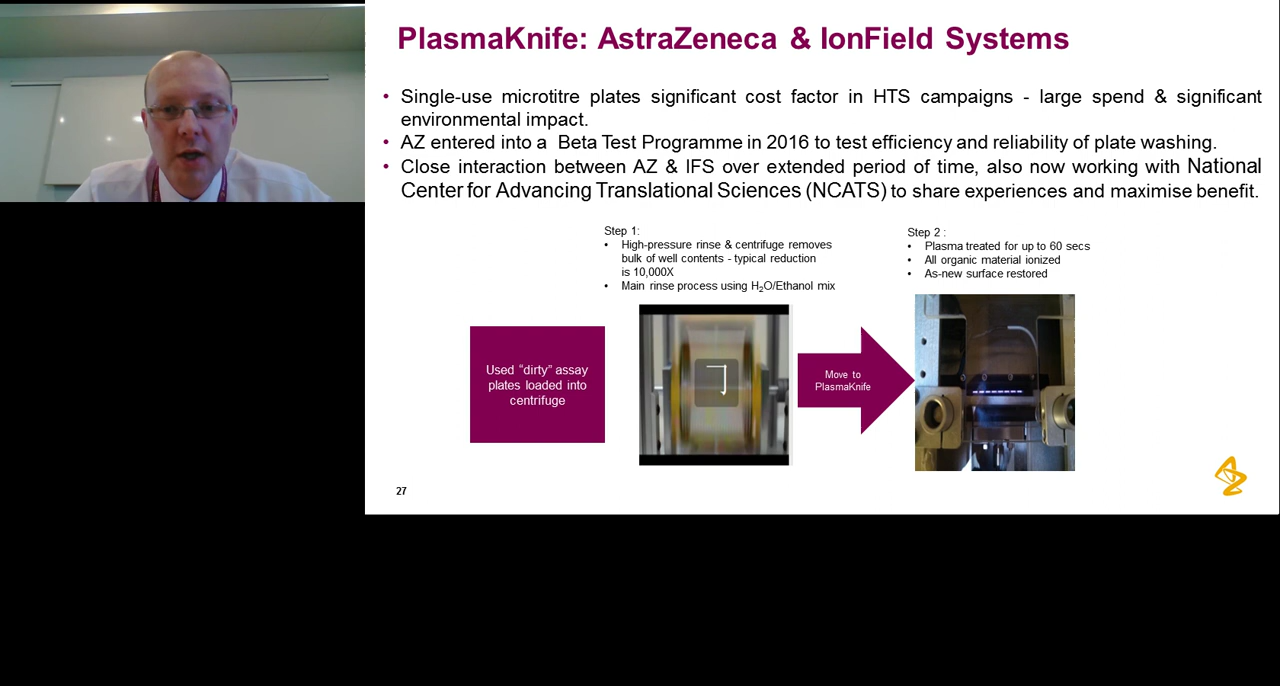 PlasmaKnife: AstraZeneca & IonField Systems
• Single-use microtitre plates significant cost factor in HTS campaigns - large spend & significant
environmental impact.
• AZ entered into a Beta Test Programme in 2016 to test efficiency and reliability of plate washing.
• Close interaction between AZ & IFS over extended period of time, also now working with National
Center for Advancing Translational Sciences (NCATS) to share experiences and maximise benefit.
Step 1:
• High-pressure rinse & centrifuge removes
bulk of well contents - typical reduction
is 10,000X
• Main rinse process using H₂O/Ethanol mix
Step 2 :
• Plasma treated for up to 60 secs
• All organic material ionized
• As-new surface restored
Used “dirty” assay
plates loaded into
centrifuge
Move to
PlasmaKnife
27